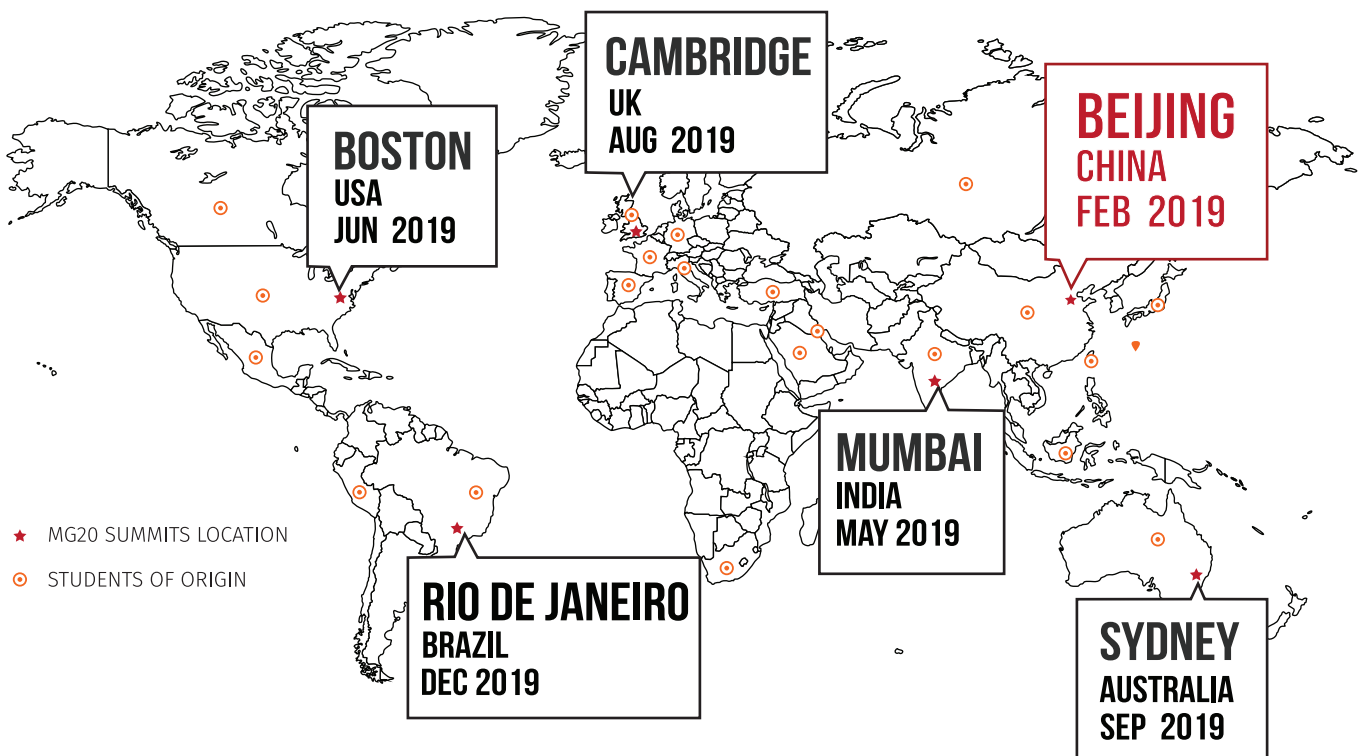 CAMBRIDGE
UK
AUG 2019
BEIJING
CHINA
FEB 2019
BOSTON
USA
JUN 2019
MUMBAI
INDIA
MAY 2019
MG20 SUMMITS LOCATION
STUDENTS OF ORIGIN
RIO DE JANEIRO
BRAZIL
DEC 2019
SYDNEY
AUSTRALIA
SEP 2019